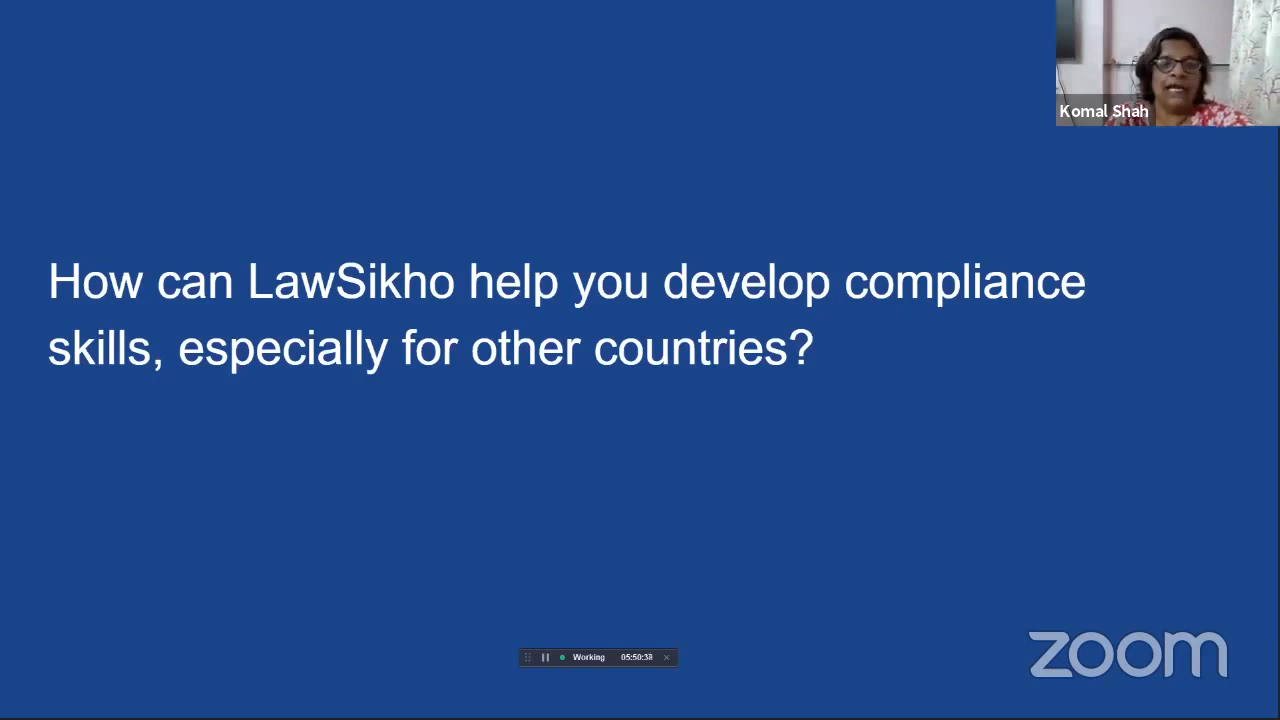 Komal Shah
How can LawSikho help you develop compliance
skills, especially for other countries?
Working 05:50:38
zoom